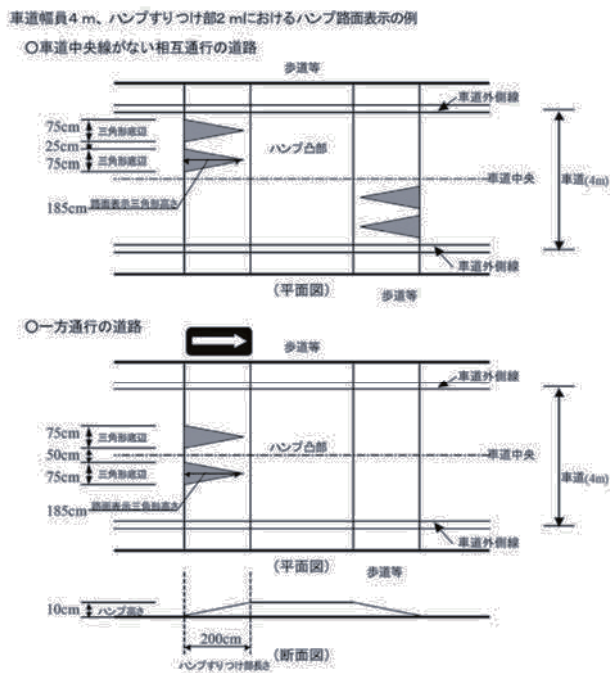 車道幅員4 m、ハンプすりつけ部2 mにおけるハンプ路面表示の例
〇車道中央線がない相互通行の道路
歩道等
車道外側線
75cm
三角形底辺
25cm
ハンプ凸部
75cm
三角形底辺
車道中央
車道(4m)
路面表示三角形高さ
185cm
車道外側線
(平面図)
歩道等
〇一方通行の道路
歩道等
車道外側線
75cm
三角形底辺
50cm
ハンプ凸部
車道中央
75cm
三角形底辺
車道(4m)
路面表示三角形高さ
185cm
車道外側線
(平面図)
歩道等
10cm
ハンプ高さ
200cm
(断面図)
ハンプすりつけ部長さ